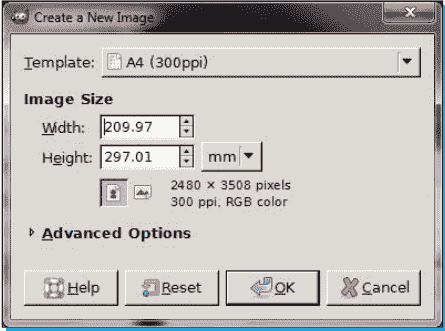 Create a New Image
Template: A4 (300ppi)
Image Size
Width: 209.97
Height: 297.01 mm
2480 × 3508 pixels
300 ppi, RGB color
Advanced Options
Help Reset OK Cancel